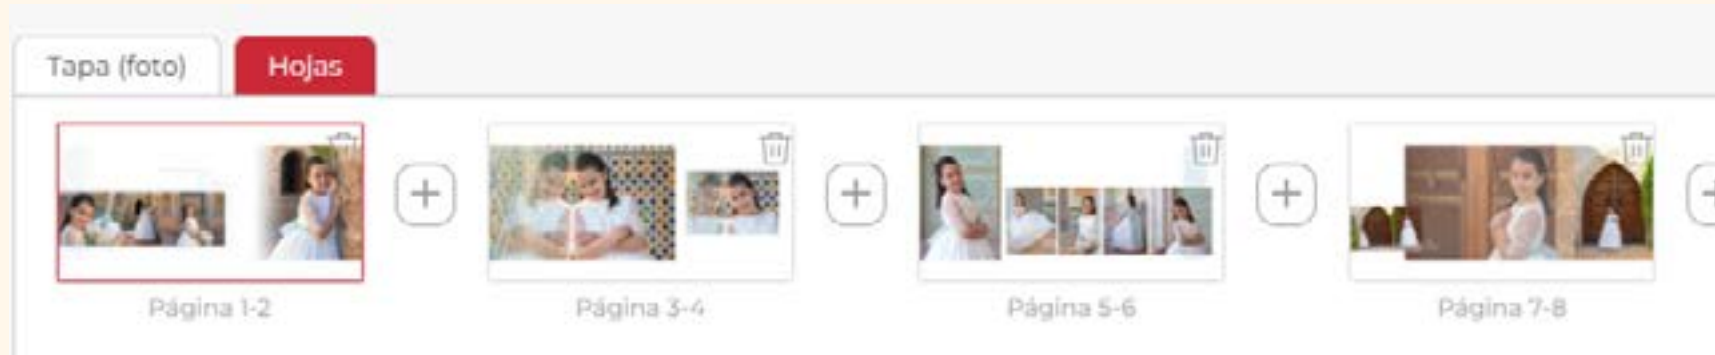 Tapa (foto)
Hojas
Página 1-2
Página 3-4
Página 5-6
Página 7-8